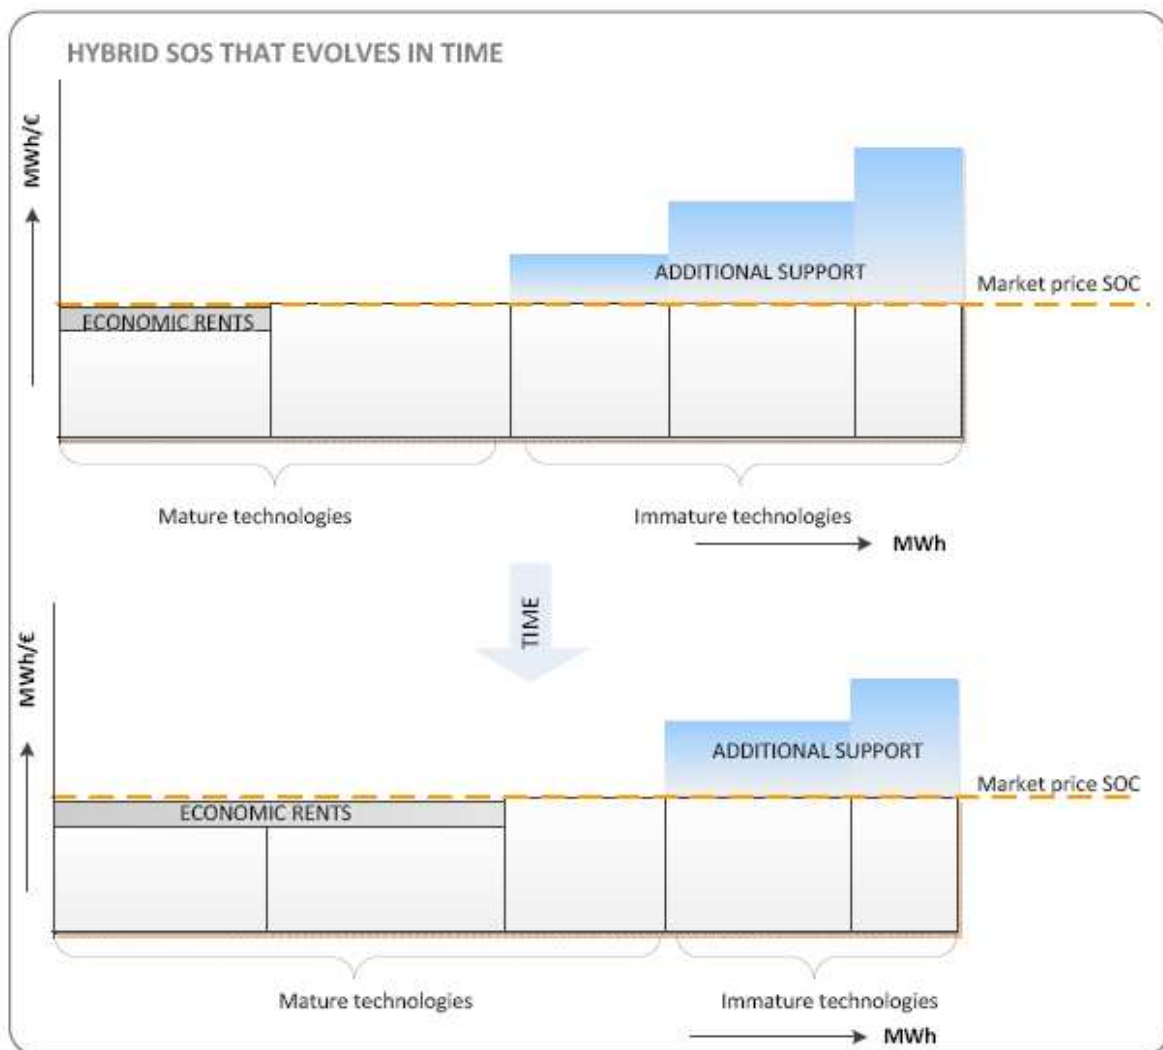 HYBRID SOS THAT EVOLVES IN TIME
MWh/€
ADDITIONAL SUPPORT
Market price SOC
ECONOMIC RENTS
Mature technologies
Immature technologies
MWh
TIME
MWh/€
ADDITIONAL SUPPORT
Market price SOC
ECONOMIC RENTS
Mature technologies
Immature technologies
MWh